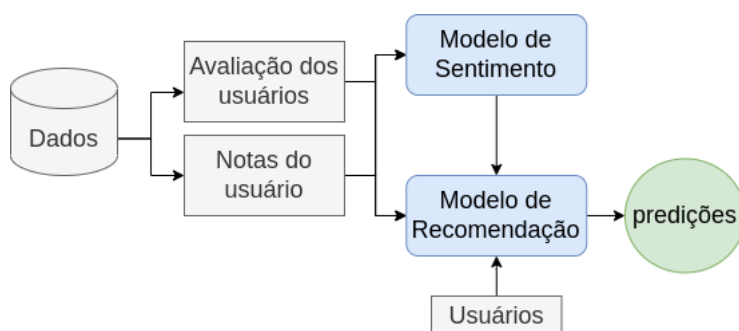 Dados
Avaliação dos
usuários
Notas do
usuário
Modelo de
Sentimento
Modelo de
Recomendação
predições
Usuários